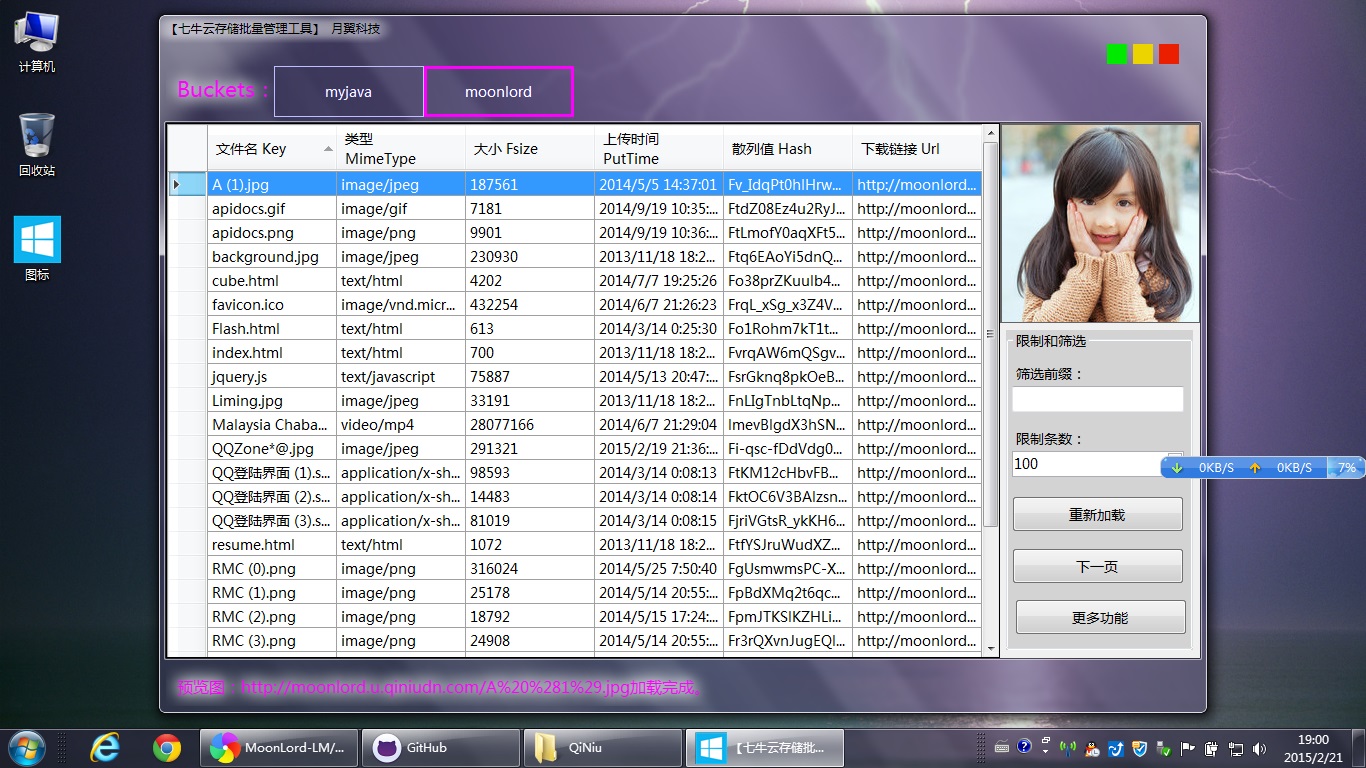 计算机
回收站
图标
【七牛云存储批量管理工具】 月翼科技
Buckets：
myjava
moonlord
文件名 Key
类型 MimeType
大小 Fsize
上传时间 PutTime
散列值 Hash
下载链接 Url
A (1).jpg image/jpeg 187561 2014/5/5 14:37:01 Fv_IdqPt0hlHrw... http://moonlord...
apidocs.gif image/gif 7181 2014/9/19 10:35:... FtdZ08Ez4u2RyJ... http://moonlord...
apidocs.png image/png 9901 2014/9/19 10:36:... FtLmofY0aqXFt5... http://moonlord...
background.jpg image/jpeg 230930 2013/11/18 18:2... Ftq6EAoYi5dnQ... http://moonlord...
cube.html text/html 4202 2014/7/7 19:25:26 Fo38prZKuulb4... http://moonlord...
favicon.ico image/vnd.micr... 432254 2014/6/7 21:26:23 FrqL_xSg_x3Z4V... http://moonlord...
Flash.html text/html 613 2014/3/14 0:25:30 Fo1Rohm7kT1t... http://moonlord...
index.html text/html 700 2013/11/18 18:2... FvrqAW6mQSgv... http://moonlord...
jquery.js text/javascript 75887 2014/5/13 20:47:... FsrGknq8pkOeB... http://moonlord...
Liming.jpg image/jpeg 33191 2013/11/18 18:2... FnLIgTnbLtqNp... http://moonlord...
Malaysia Chaba... video/mp4 28077166 2014/6/7 21:29:04 lmevBIgdX3hSN... http://moonlord...
QQZone*@.jpg image/jpeg 291321 2015/2/19 21:36:... Fi-qsc-fDdVdg0... http://moonlord...
QQ登陆界面 (1).s... application/x-sh... 98593 2014/3/14 0:08:13 FtKM12cHbvFB... http://moonlord...
QQ登陆界面 (2).s... application/x-sh... 14483 2014/3/14 0:08:14 FktOC6V3BAIzsn... http://moonlord...
QQ登陆界面 (3).s... application/x-sh... 81019 2014/3/14 0:08:15 FjriVGtsR_ykKH6... http://moonlord...
resume.html text/html 1072 2013/11/18 18:2... FtfYSJruWudXZ... http://moonlord...
RMC (0).png image/png 316024 2014/5/25 7:50:40 FgUsmwmsPC-X... http://moonlord...
RMC (1).png image/png 25178 2014/5/14 20:55:... FpBdXMq2t6qc... http://moonlord...
RMC (2).png image/png 18792 2014/5/15 17:24:... FpmJTKSlKZHLi... http://moonlord...
RMC (3).png image/png 24908 2014/5/14 20:55:... Fr3rQXvnJugEQl... http://moonlord...
限制和筛选
筛选前缀：
限制条数：
100
0KB/S 0KB/S 7%
重新加载
下一页
更多功能
预览图：http://moonlord.u.qiniudn.com/A%20%281%29.jpg加载完成。
MoonLord-LM/...
GitHub
QiNiu
【七牛云存储批...
19:00
2015/2/21